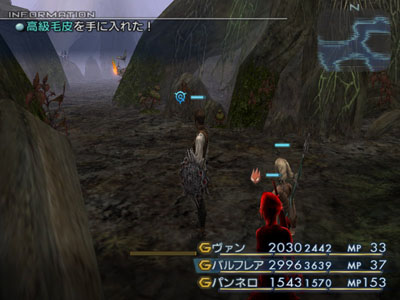 INFORMATION
高級毛皮を手に入れた！
N
Gヴァン 2030 2442 MP 33
Gバルフレア 2996 3639 MP 37
Gパンネロ 1543 1570 MP 153